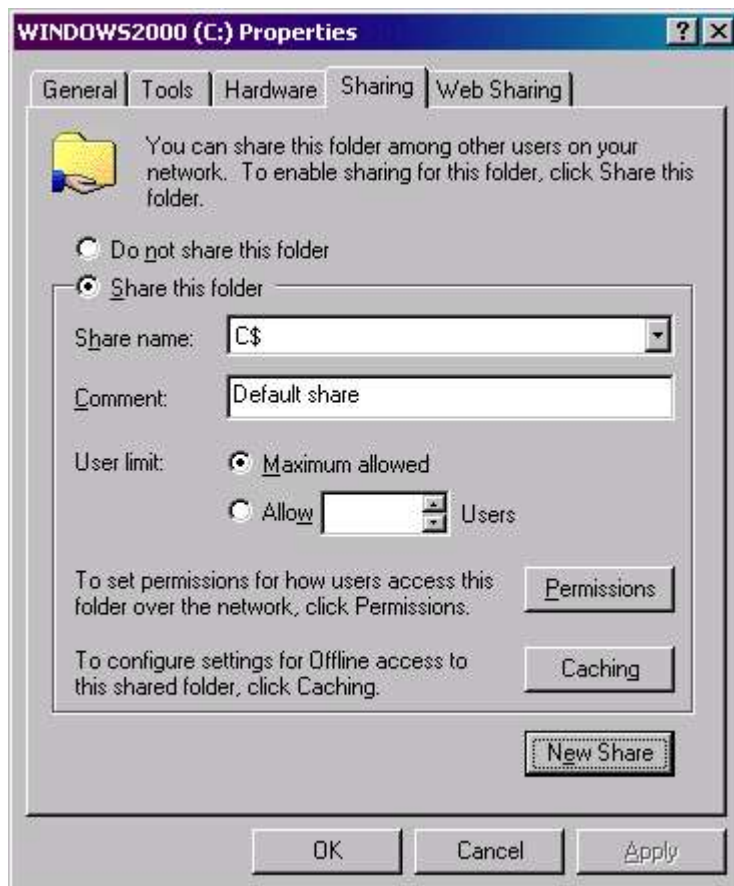 WINDOWS2000 (C:) Properties
General Tools Hardware Sharing Web Sharing
You can share this folder among other users on your
network. To enable sharing for this folder, click Share this
folder.
Do not share this folder
Share this folder
Share name: C$
Comment: Default share
User limit: Maximum allowed
Allow Users
To set permissions for how users access this
folder over the network, click Permissions.
Permissions
To configure settings for Offline access to
this shared folder, click Caching.
Caching
New Share
OK Cancel Apply